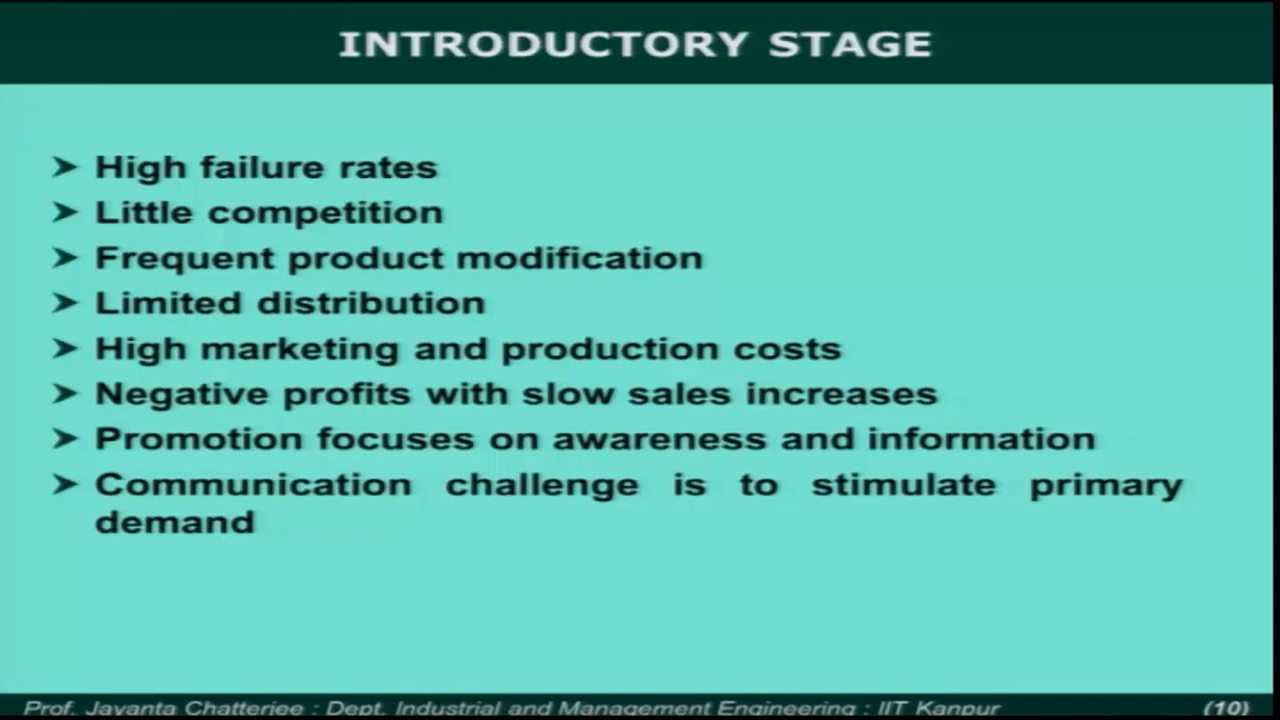 INTRODUCTORY STAGE
➤ High failure rates
➤ Little competition
➤ Frequent product modification
➤ Limited distribution
➤ High marketing and production costs
➤ Negative profits with slow sales increases
➤ Promotion focuses on awareness and information
➤ Communication challenge is to stimulate primary
demand
Prof. Jayanta Chatterjee : Dept. Industrial and Management Engineering : IIT Kanpur (10)